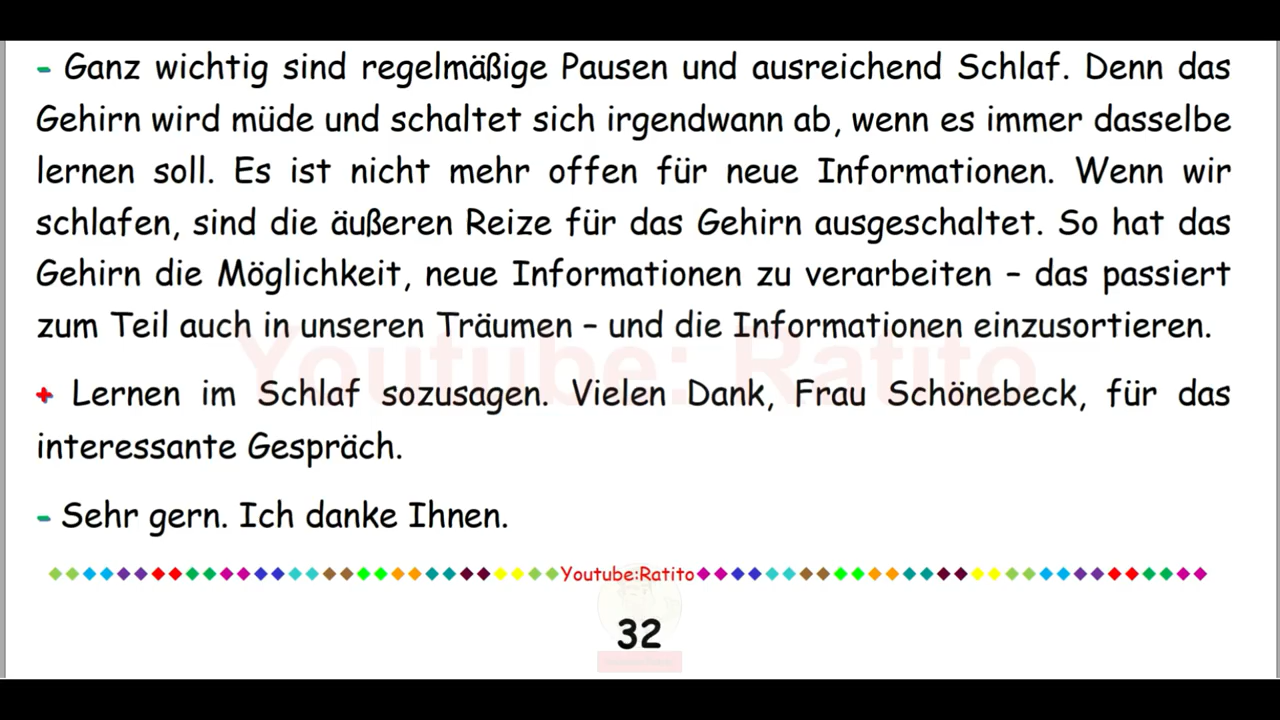 - Ganz wichtig sind regelmäßige Pausen und ausreichend Schlaf. Denn das
Gehirn wird müde und schaltet sich irgendwann ab, wenn es immer dasselbe
lernen soll. Es ist nicht mehr offen für neue Informationen. Wenn wir
schlafen, sind die äußeren Reize für das Gehirn ausgeschaltet. So hat das
Gehirn die Möglichkeit, neue Informationen zu verarbeiten – das passiert
zum Teil auch in unseren Träumen – und die Informationen einzusortieren.
Youtube: Ratito
+ Lernen im Schlaf sozusagen. Vielen Dank, Frau Schönebeck, für das
interessante Gespräch.
- Sehr gern. Ich danke Ihnen.
Youtube:Ratito
32